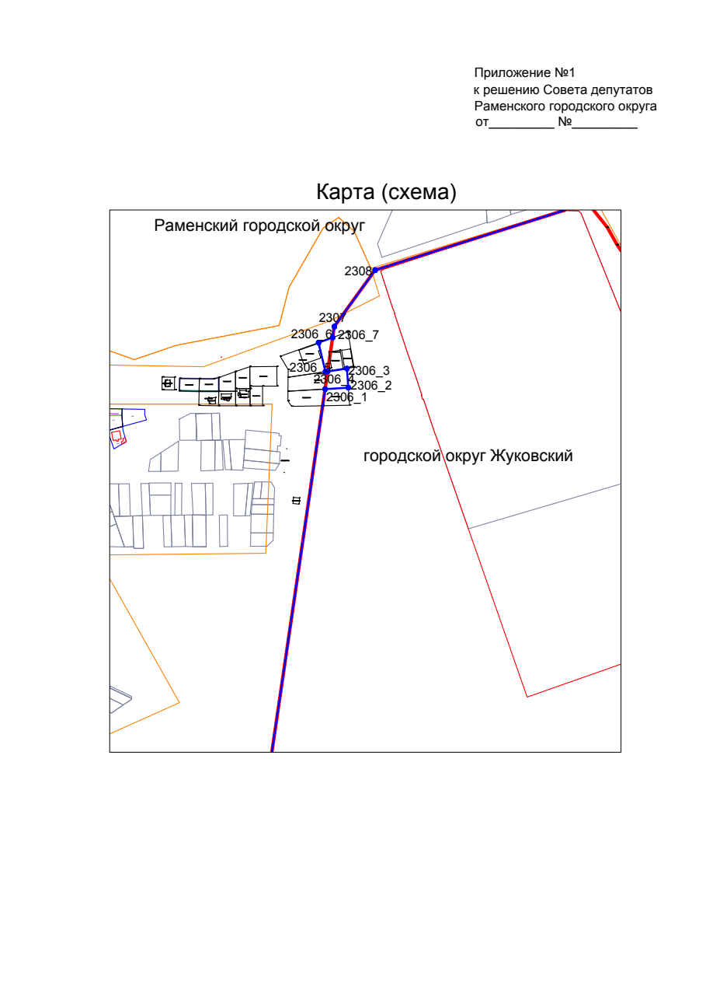 Приложение №1
к решению Совета депутатов
Раменского городского округа
от_________ №_________
Карта (схема)
Раменский городской округ
2308
2307
2306_6
2306_7
2306_5
2306_3
2306_4
2306_2
2306_1
городской округ Жуковский